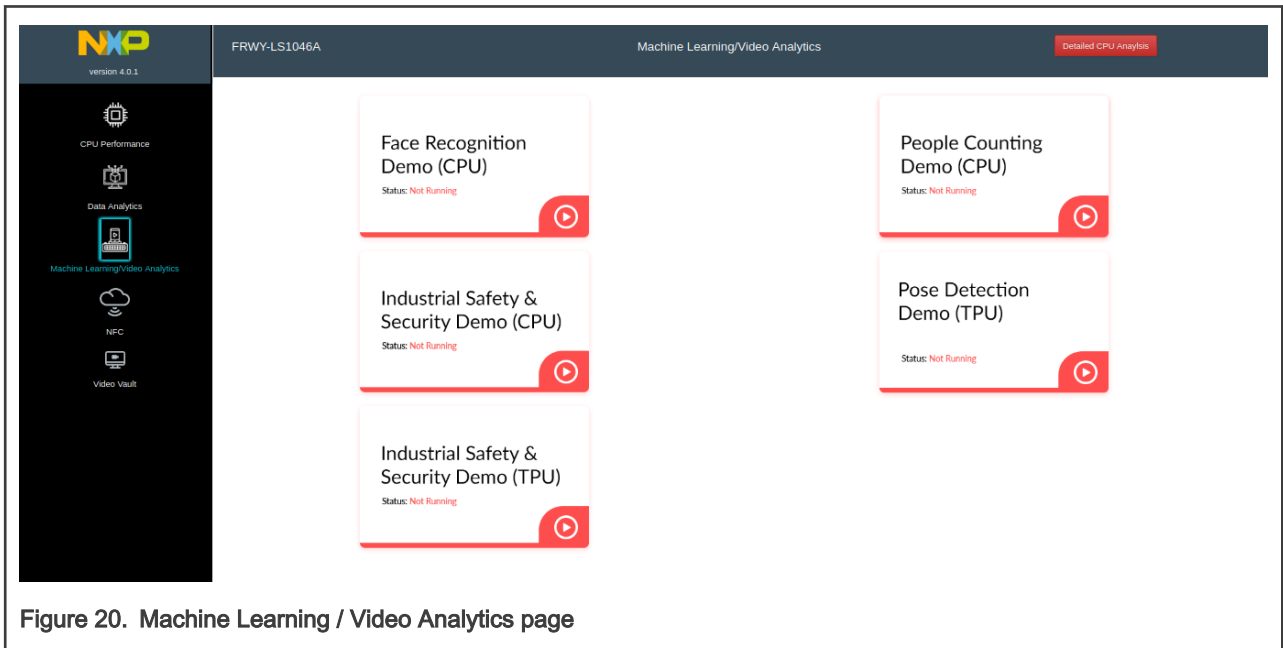 NXP
version 4.0.1
FRWY-LS1046A
Machine Learning/Video Analytics
Detailed CPU Anaylsis
CPU Performance
Data Analytics
Machine Learning/Video Analytics
NFC
Video Vault
Face Recognition
Demo (CPU)
Status: Not Running
People Counting
Demo (CPU)
Status: Not Running
Industrial Safety &
Security Demo (CPU)
Status: Not Running
Pose Detection
Demo (TPU)
Status: Not Running
Industrial Safety &
Security Demo (TPU)
Status: Not Running
Figure 20. Machine Learning / Video Analytics page